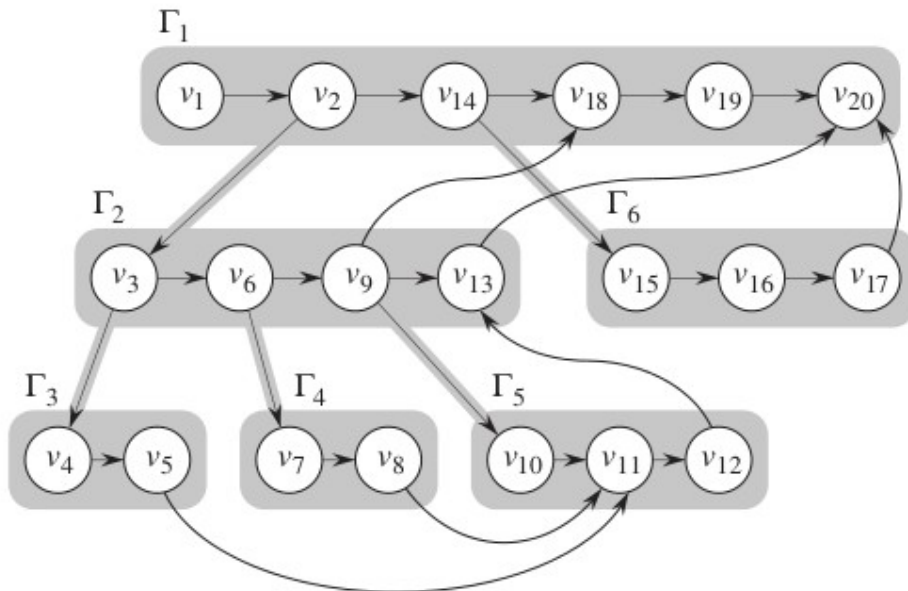 Γ₁
v₁ v₂ v₁₄ v₁₈ v₁₉ v₂₀
Γ₂ Γ₆
v₃ v₆ v₉ v₁₃ v₁₅ v₁₆ v₁₇
Γ₃ Γ₄ Γ₅
v₄ v₅ v₇ v₈ v₁₀ v₁₁ v₁₂